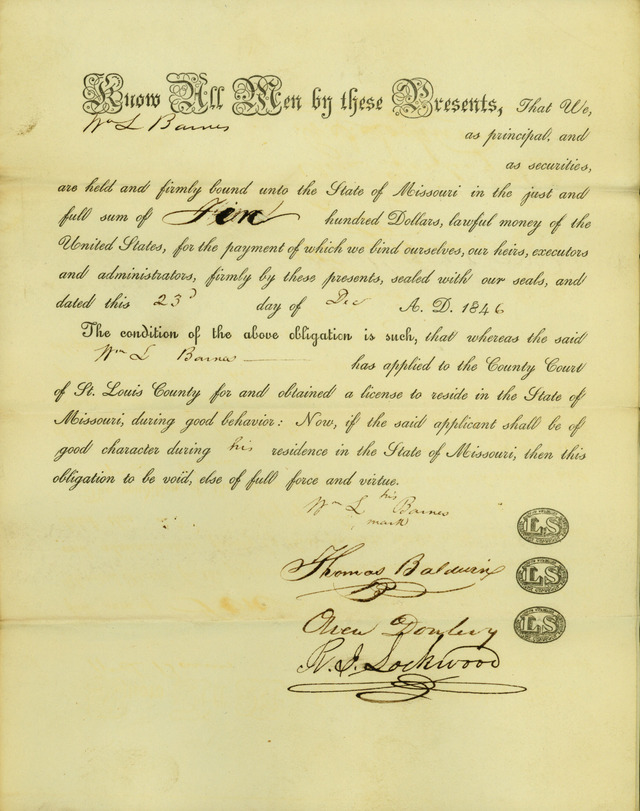 Know All Men by these Presents, That We,
Wm L Barnes
as principal, and
as securities,
are held and firmly bound unto the State of Missouri in the just and
full sum of hundred Dollars, lawful money of the
United States, for the payment of which we bind ourselves, our heirs, executors
and administrators, firmly by these presents, sealed with our seals, and
dated this 23d day of Dec A. D. 1846
The condition of the above obligation is such, that whereas the said
Wm L Barnes has applied to the County Court
of St. Louis County for and obtained a license to reside in the State of
Missouri, during good behavior: Now, if the said applicant shall be of
good character during his residence in the State of Missouri, then this
obligation to be void, else of full force and virtue.
his
Wm L Barnes
mark
LS
Thomas Baldwin
LS
LS
R. J. Lockwood